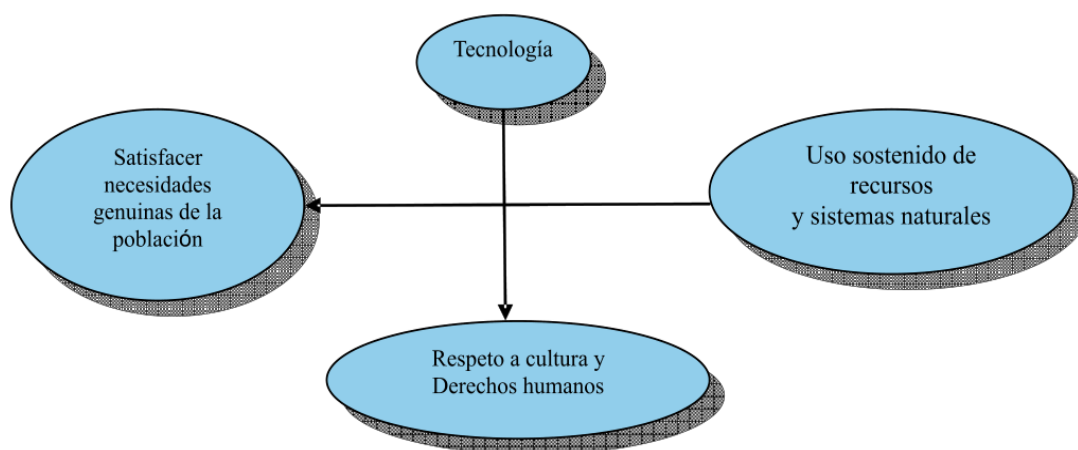 Tecnología
Satisfacer
necesidades
genuinas de la
población
Uso sostenido de
recursos
y sistemas naturales
Respeto a cultura y
Derechos humanos